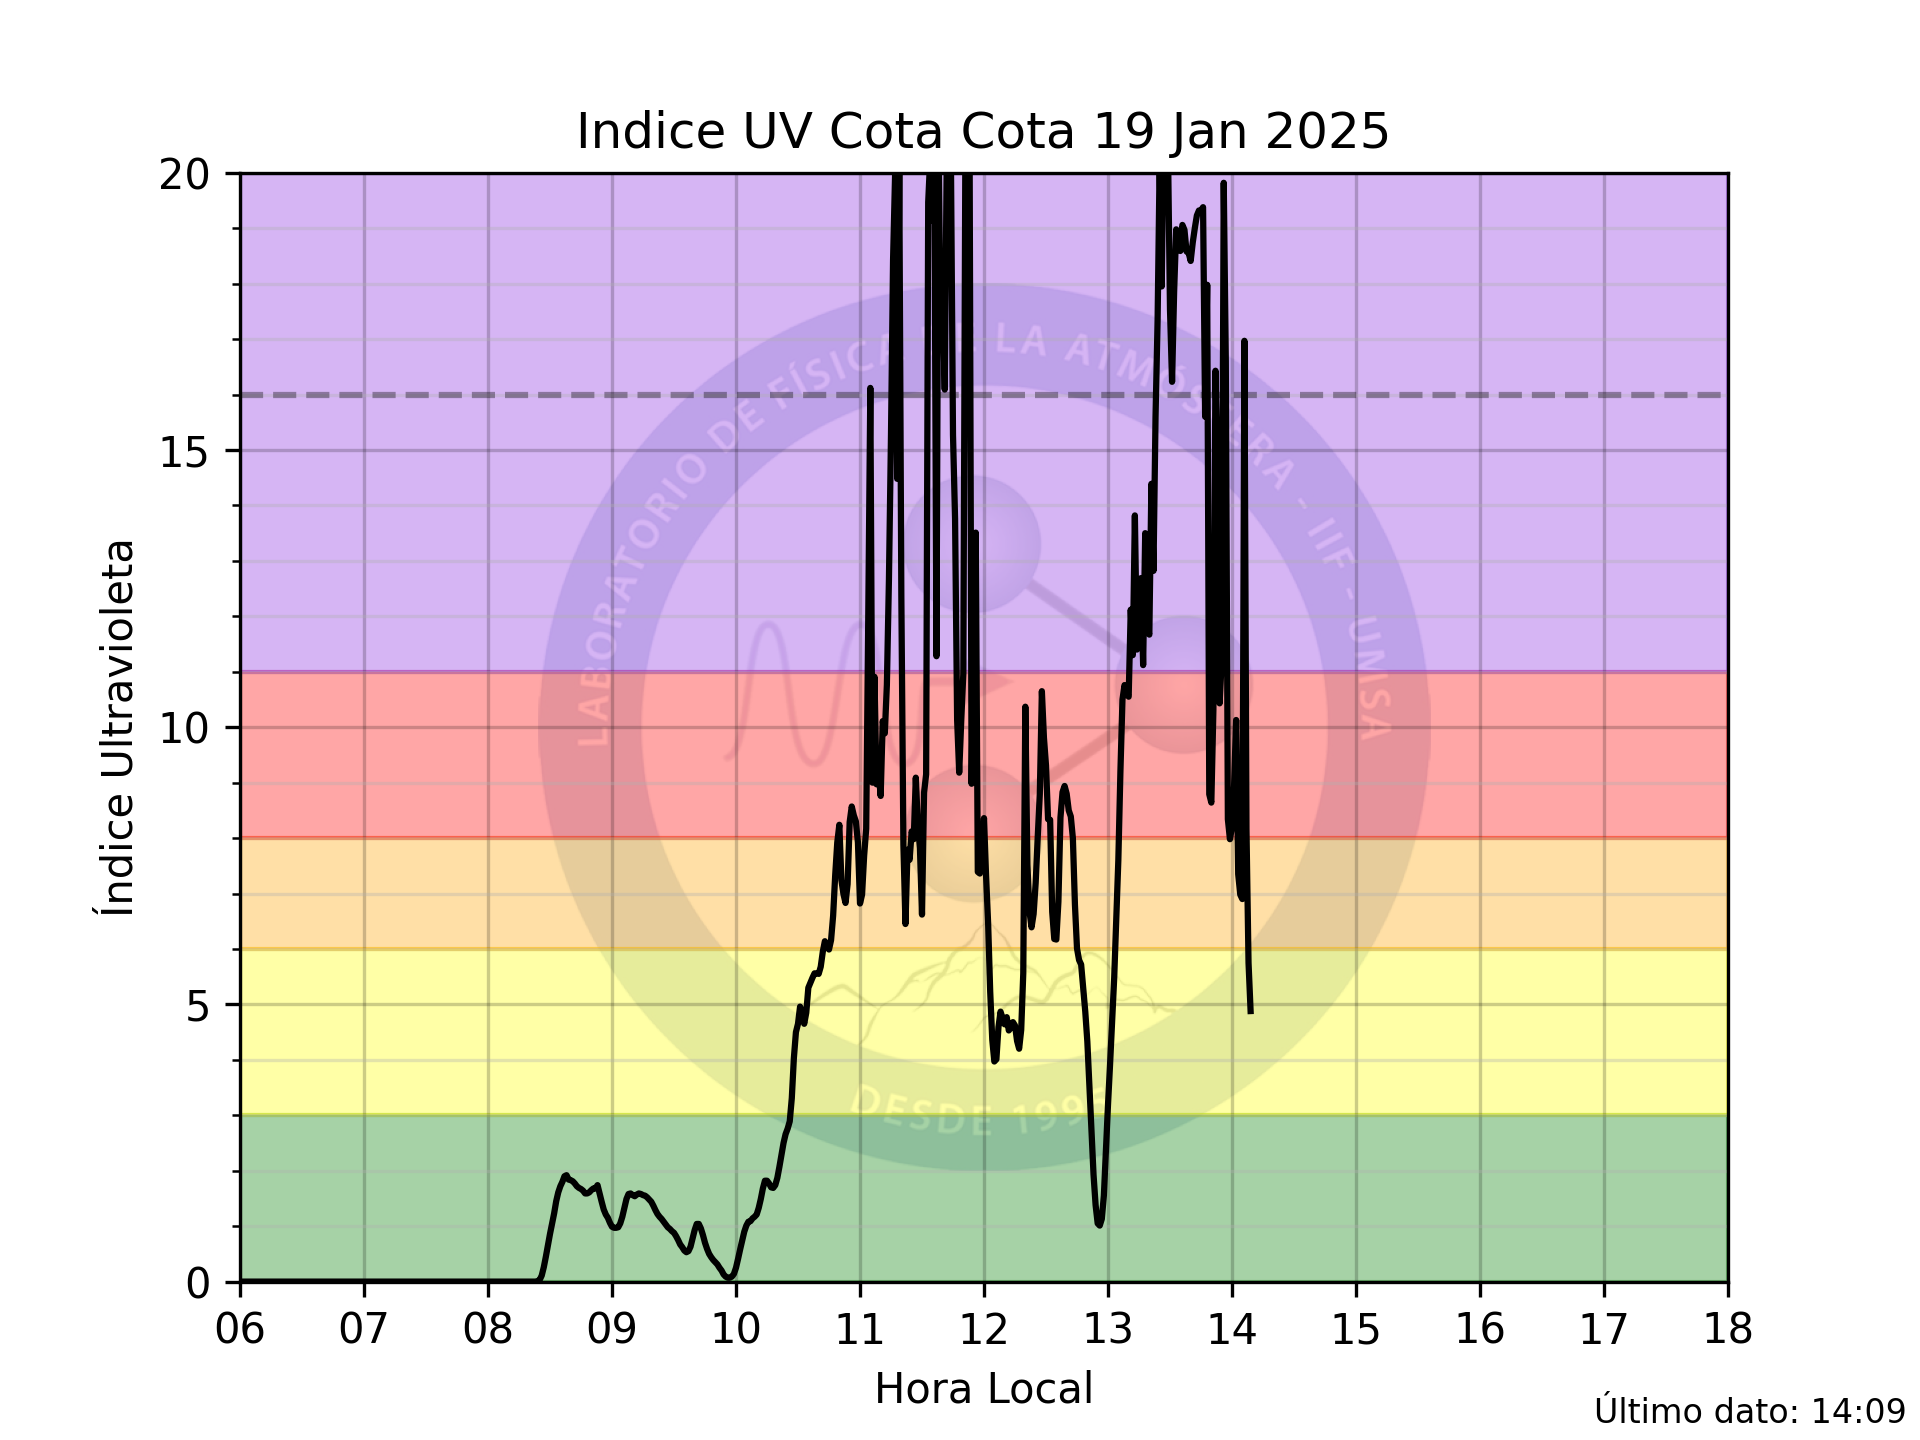 Indice UV Cota Cota 19 Jan 2025
20
15
10
5
0
Índice Ultravioleta
LABORATORIO DE FÍSICA DE LA ATMÓSFERA - IIF - UMSA
DESDE
06 07 08 09 10 11 12 13 14 15 16 17 18
Hora Local
Último dato: 14:09